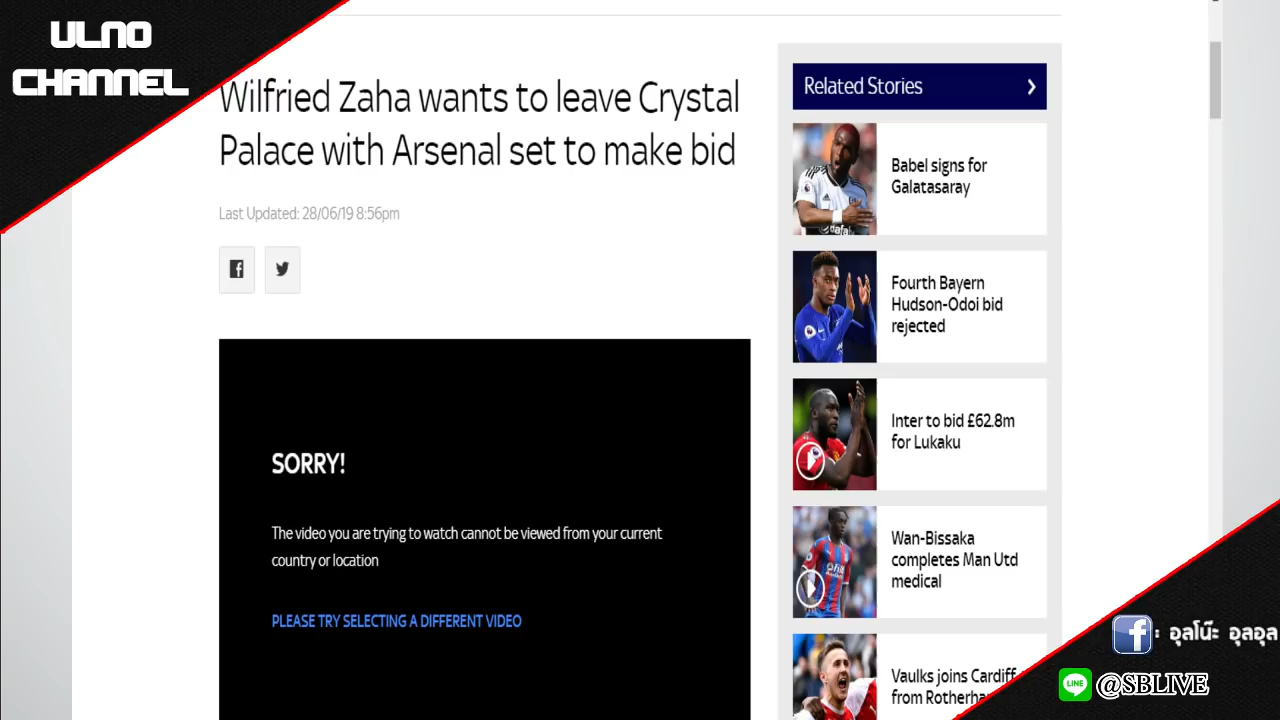 ULNO
CHANNEL
Wilfried Zaha wants to leave Crystal
Palace with Arsenal set to make bid
Last Updated: 28/06/19 8:56pm
SORRY!
The video you are trying to watch cannot be viewed from your current
country or location
PLEASE TRY SELECTING A DIFFERENT VIDEO
Related Stories
Babel signs for
Galatasaray
Fourth Bayern
Hudson-Odoi bid
rejected
Inter to bid £62.8m
for Lukaku
Wan-Bissaka
completes Man Utd
medical
Vaulks joins Cardiff
from Rotherha
: อุลโน๊ะ อุลอุล
LINE
@SBLIVE